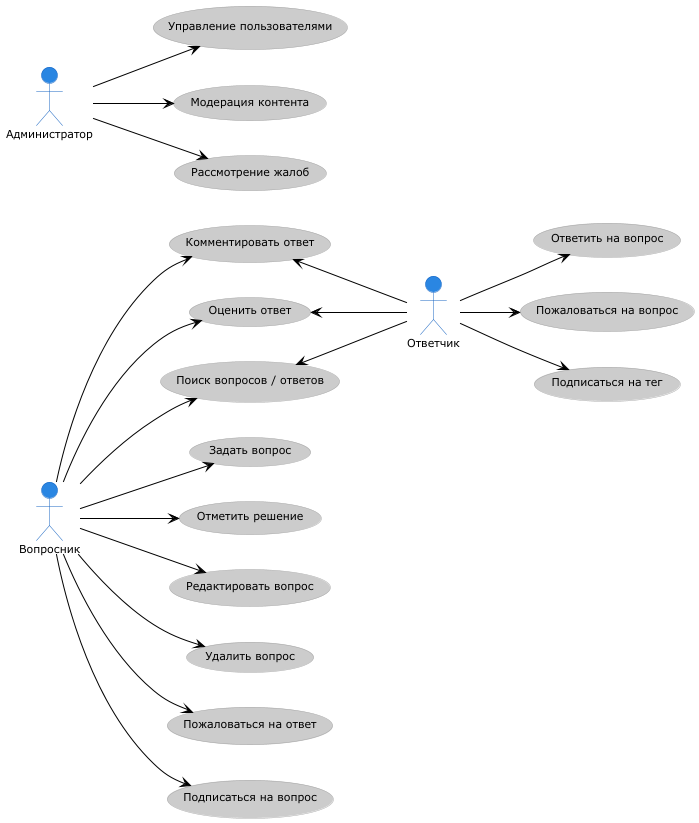 Управление пользователями
Модерация контента
Администратор
Рассмотрение жалоб
Комментировать ответ
Ответить на вопрос
Оценить ответ
Пожаловаться на вопрос
Ответчик
Поиск вопросов / ответов
Подписаться на тег
Задать вопрос
Отметить решение
Вопросник
Редактировать вопрос
Удалить вопрос
Пожаловаться на ответ
Подписаться на вопрос